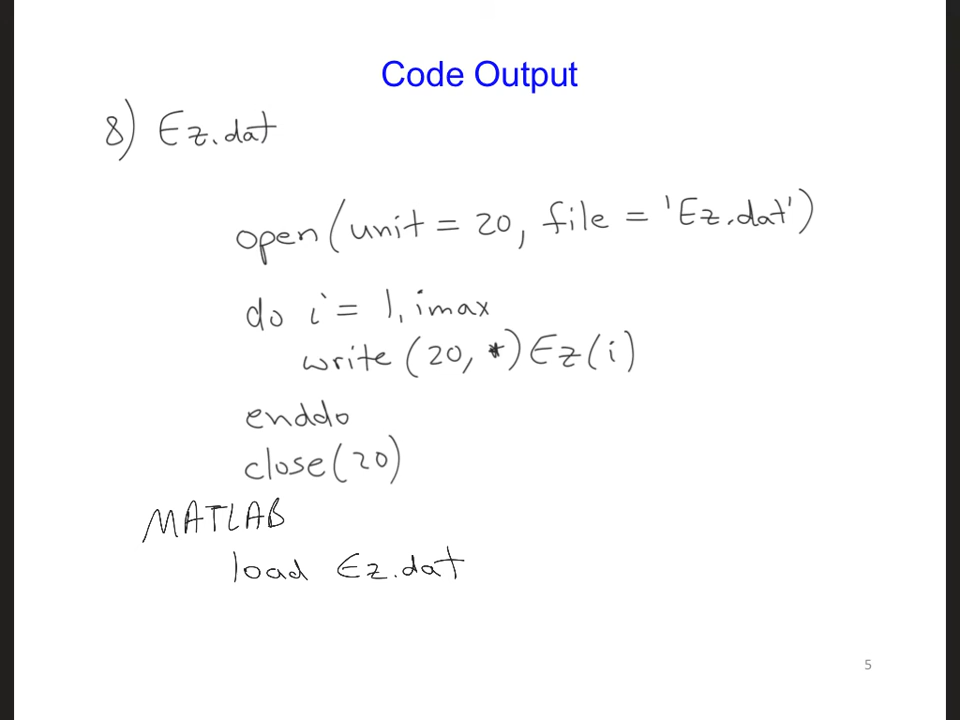 Code Output
8) Ez.dat
open(unit = 20, file = 'Ez.dat')
do i = 1, imax
write (20, *) Ez(i)
enddo
close(20)
MATLAB
load Ez.dat
5